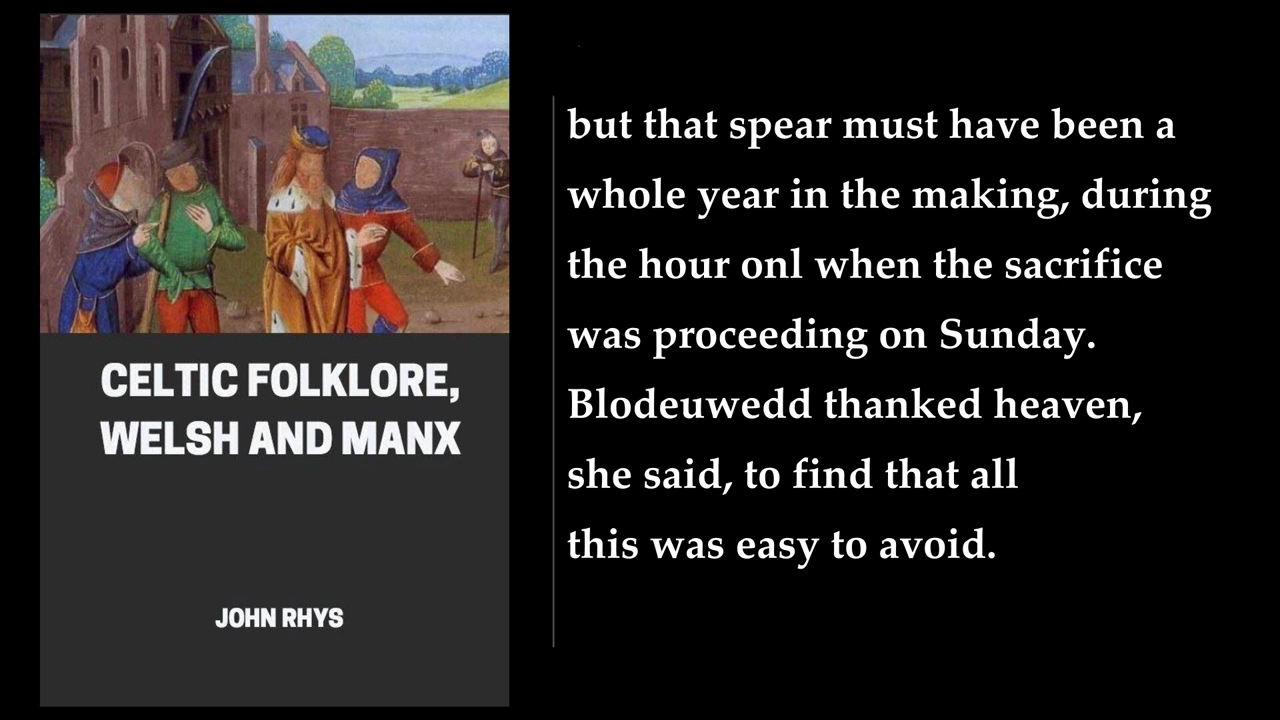 CELTIC FOLKLORE,
WELSH AND MANX
JOHN RHYS
but that spear must have been a
whole year in the making, during
the hour onl when the sacrifice
was proceeding on Sunday.
Blodeuwedd thanked heaven,
she said, to find that all
this was easy to avoid.